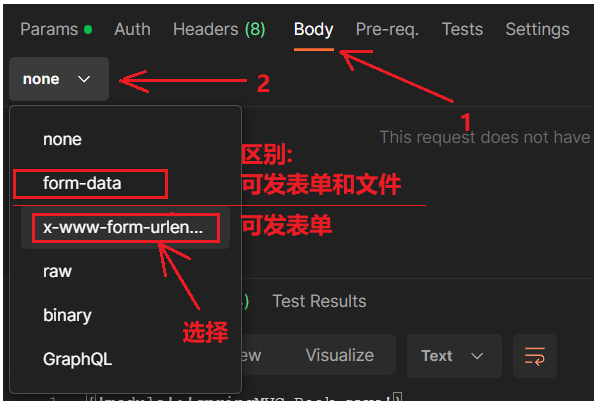 Params Auth Headers (8) Body Pre-req. Tests Settings
none
2
1
This request does not have
none
区别:
form-data
可发表单和文件
x-www-form-urlen...
可发表单
raw
binary
选择
GraphQL
) Test Results
ew Visualize Text
1